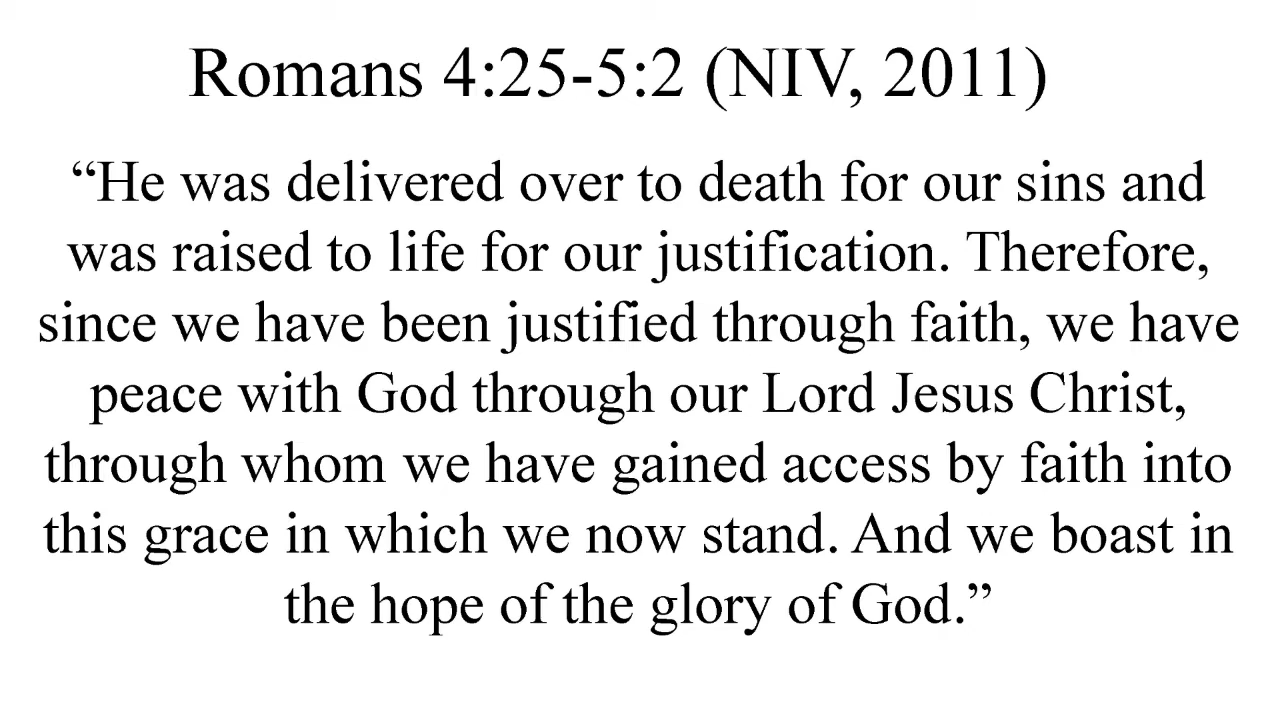 Romans 4:25-5:2 (NIV, 2011)
“He was delivered over to death for our sins and
was raised to life for our justification. Therefore,
since we have been justified through faith, we have
peace with God through our Lord Jesus Christ,
through whom we have gained access by faith into
this grace in which we now stand. And we boast in
the hope of the glory of God.”